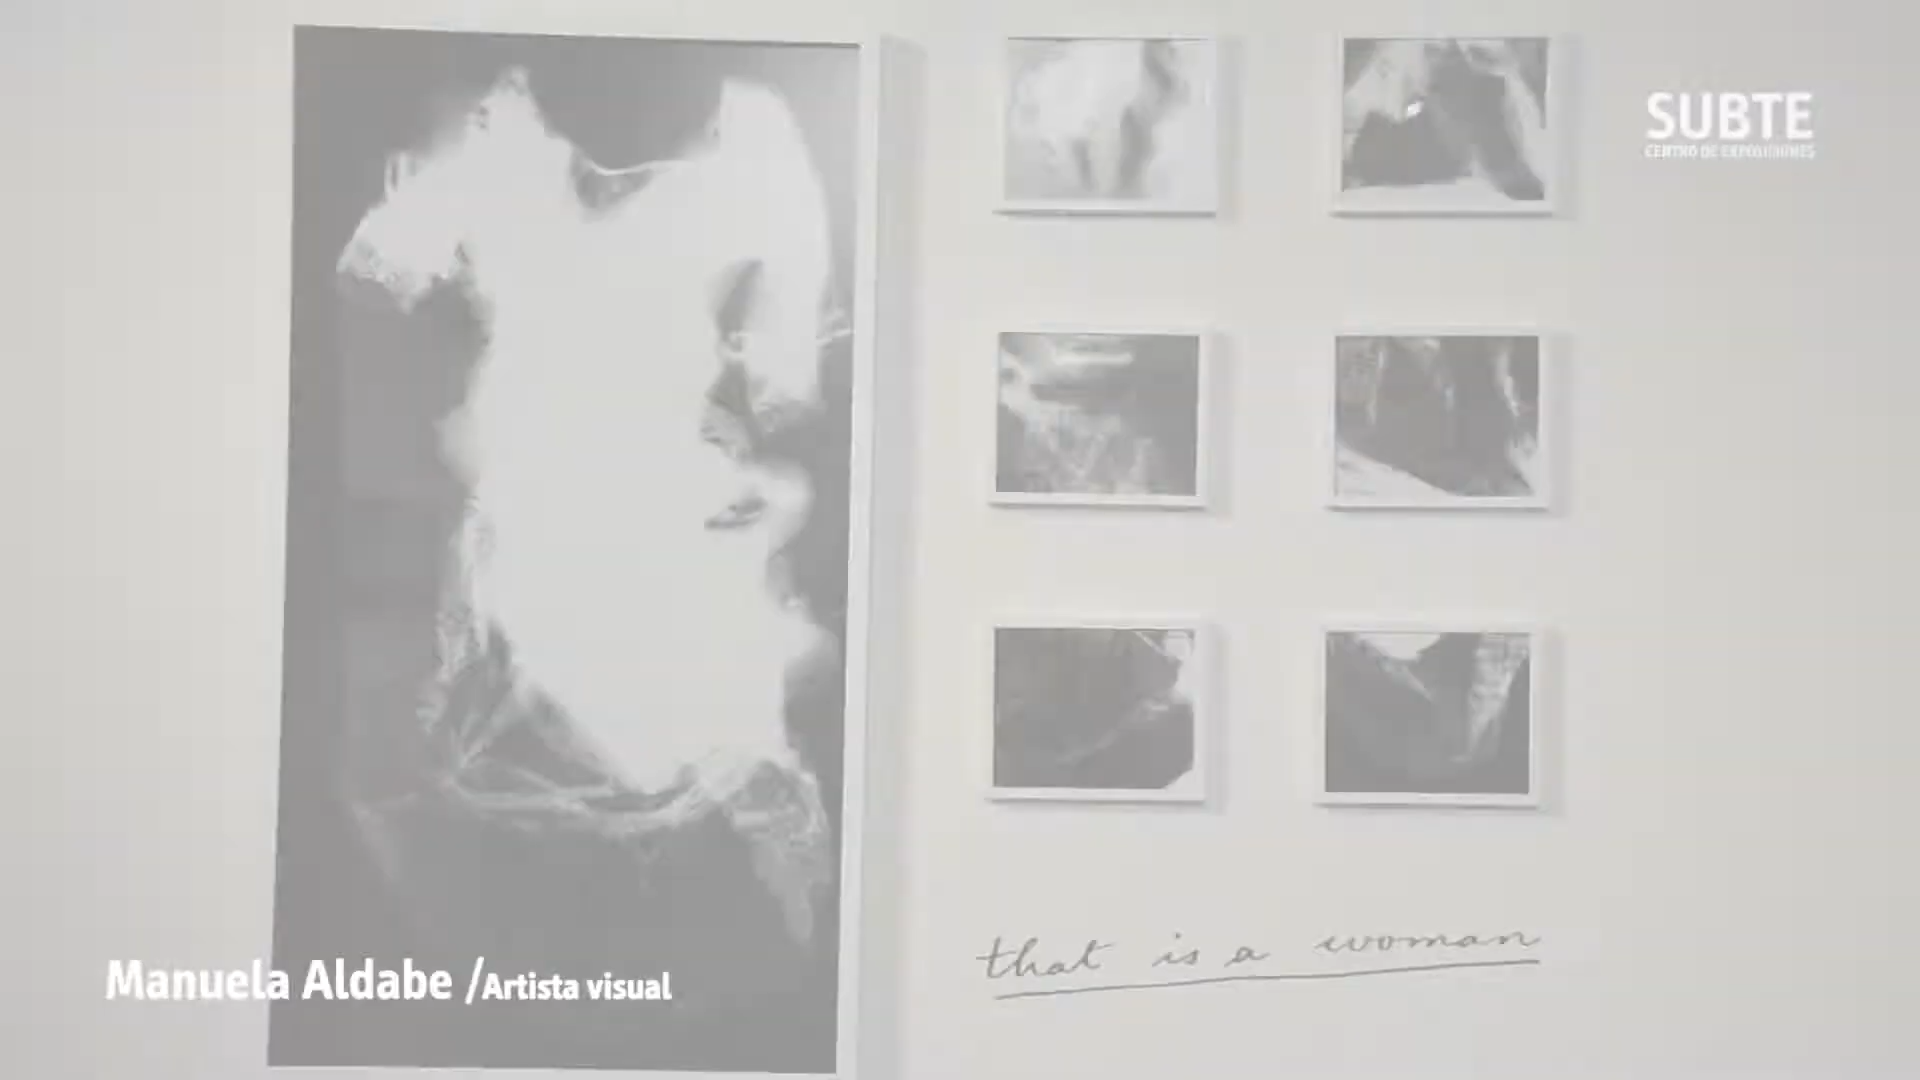 SUBTE
CENTRO DE EXPOSICIONES
that is a woman
Manuela Aldabe /Artista visual